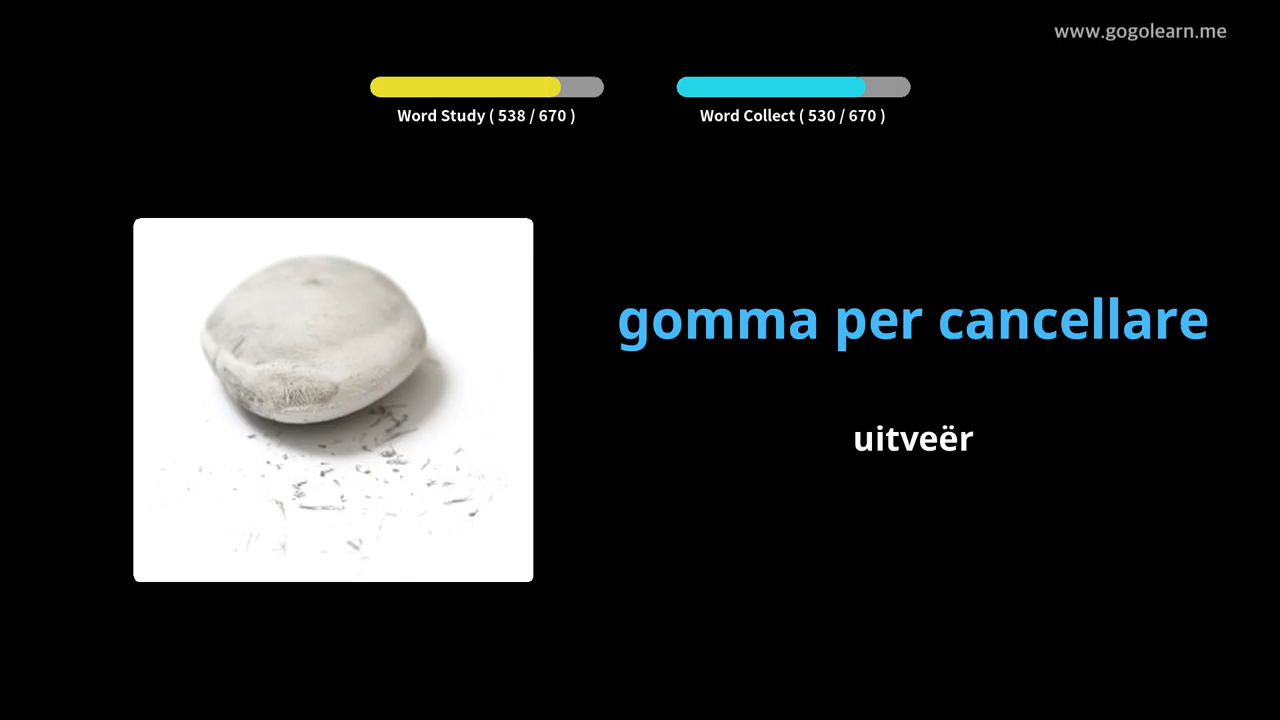 www.gogolearn.me
Word Study ( 538 / 670 )
Word Collect ( 530 / 670 )
gomma per cancellare
uitveër